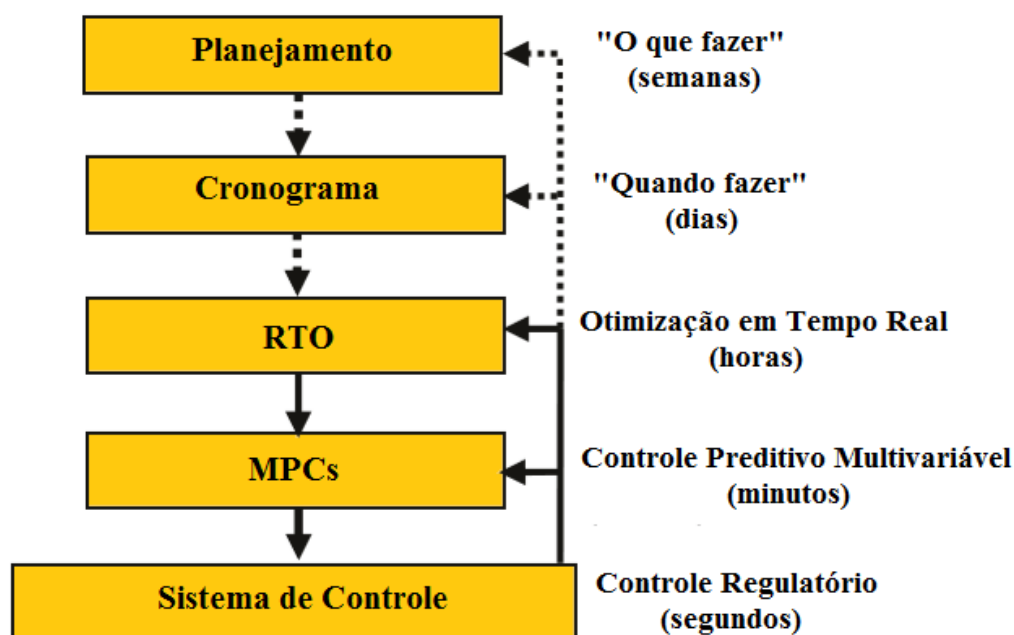 Planejamento
"O que fazer"
(semanas)
Cronograma
"Quando fazer"
(dias)
RTO
Otimização em Tempo Real
(horas)
MPCs
Controle Preditivo Multivariável
(minutos)
Sistema de Controle
Controle Regulatório
(segundos)